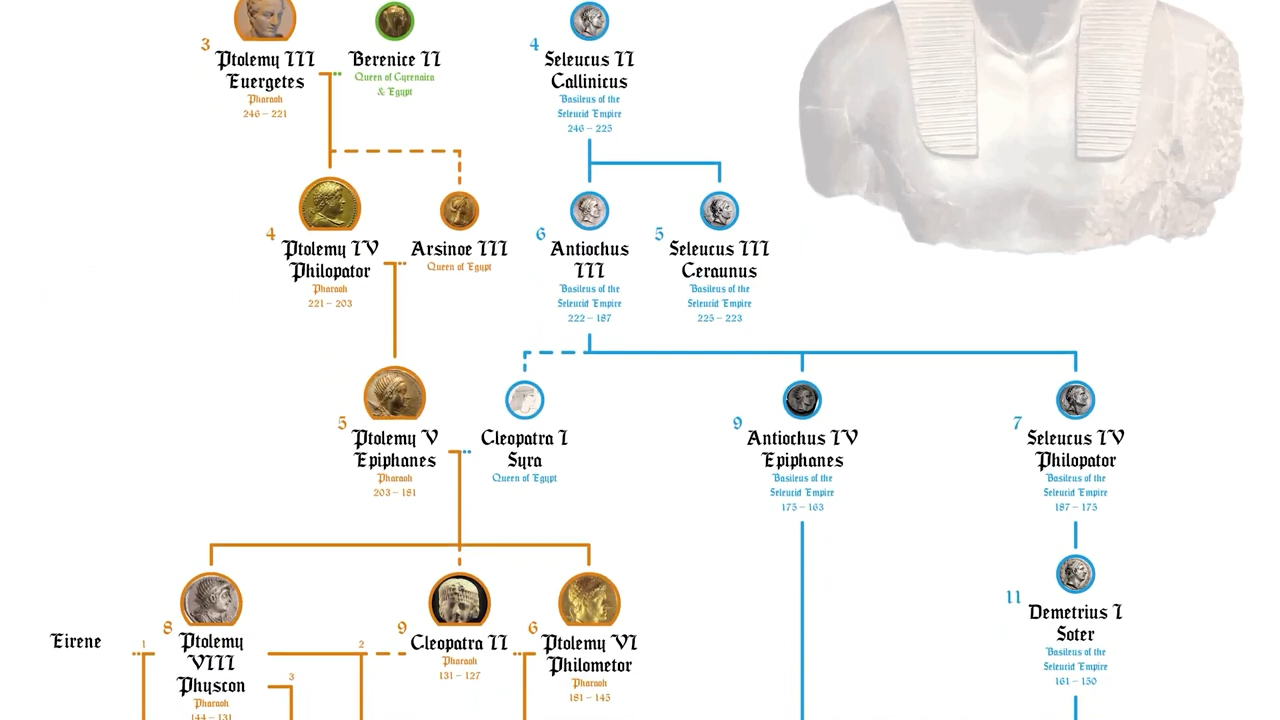 3
Ptolemy III
Euergetes
Pharaoh
246 – 221
Berenice II
Queen of Cyrenaica
& Egypt
4
Seleucus II
Callinicus
Basileus of the
Seleucid Empire
246 – 225
4
Ptolemy IV
Philopator
Pharaoh
221 – 203
Arsinoe III
Queen of Egypt
6
Antiochus
III
Basileus of the
Seleucid Empire
222 – 187
5
Seleucus III
Ceraunus
Basileus of the
Seleucid Empire
225 – 223
5
Ptolemy V
Epiphanes
Pharaoh
203 – 181
Cleopatra I
Syra
Queen of Egypt
9
Antiochus IV
Epiphanes
Basileus of the
Seleucid Empire
175 – 163
7
Seleucus IV
Philopator
Basileus of the
Seleucid Empire
187 – 175
11
Demetrius I
Soter
Basileus of the
Seleucid Empire
161 – 150
Eirene
1
8
Ptolemy
VIII
Physcon
Pharaoh
144 – 131
2
3
9
Cleopatra II
Pharaoh
131 – 127
6
Ptolemy VI
Philometor
Pharaoh
181 – 145